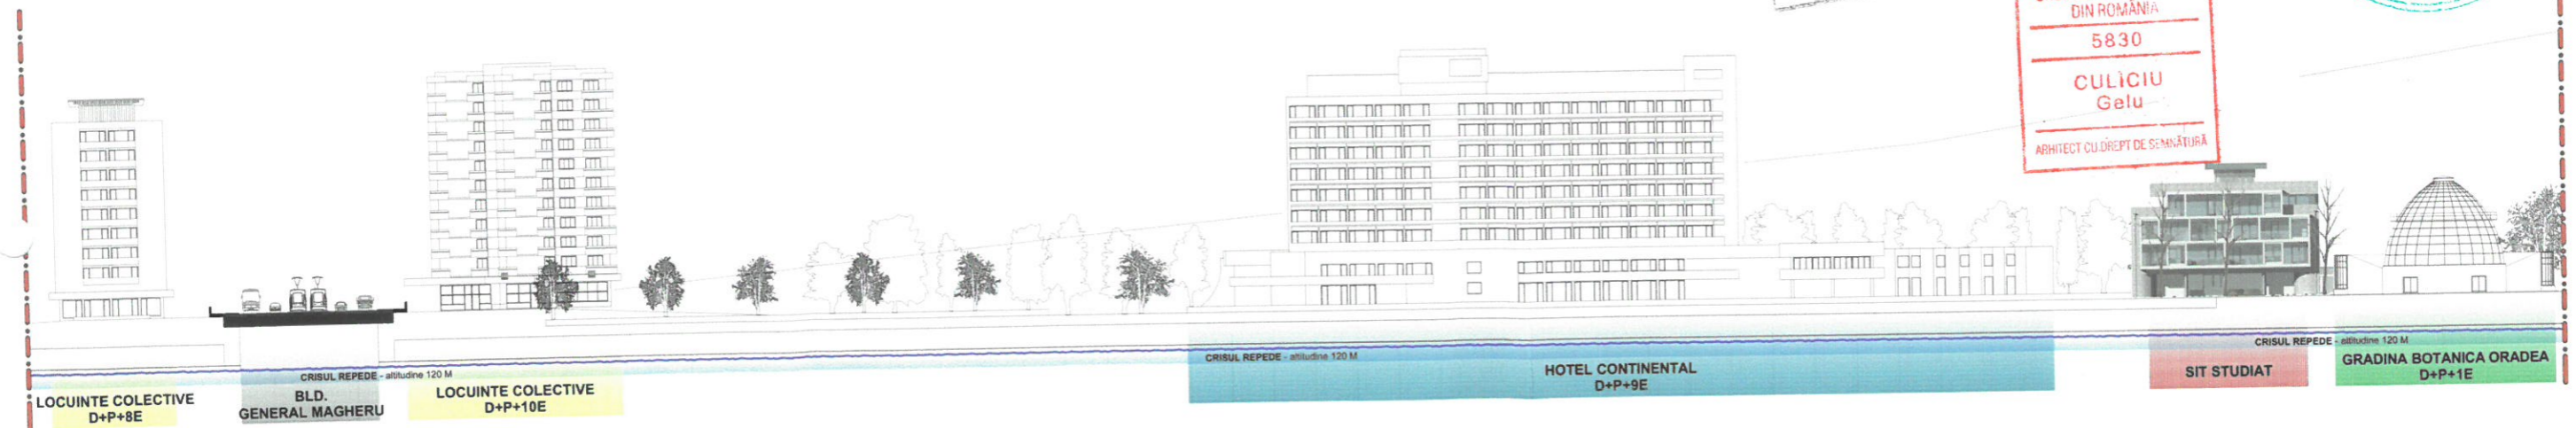 DIN ROMÂNIA
5830
CULICIU
Gelu
ARHITECT CU DREPT DE SEMNĂTURĂ
CRISUL REPEDE - altitudine 120 M
CRISUL REPEDE - altitudine 120 M
CRISUL REPEDE - altitudine 120 M
LOCUINTE COLECTIVE
D+P+8E
BLD.
GENERAL MAGHERU
LOCUINTE COLECTIVE
D+P+10E
HOTEL CONTINENTAL
D+P+9E
SIT STUDIAT
GRADINA BOTANICA ORADEA
D+P+1E